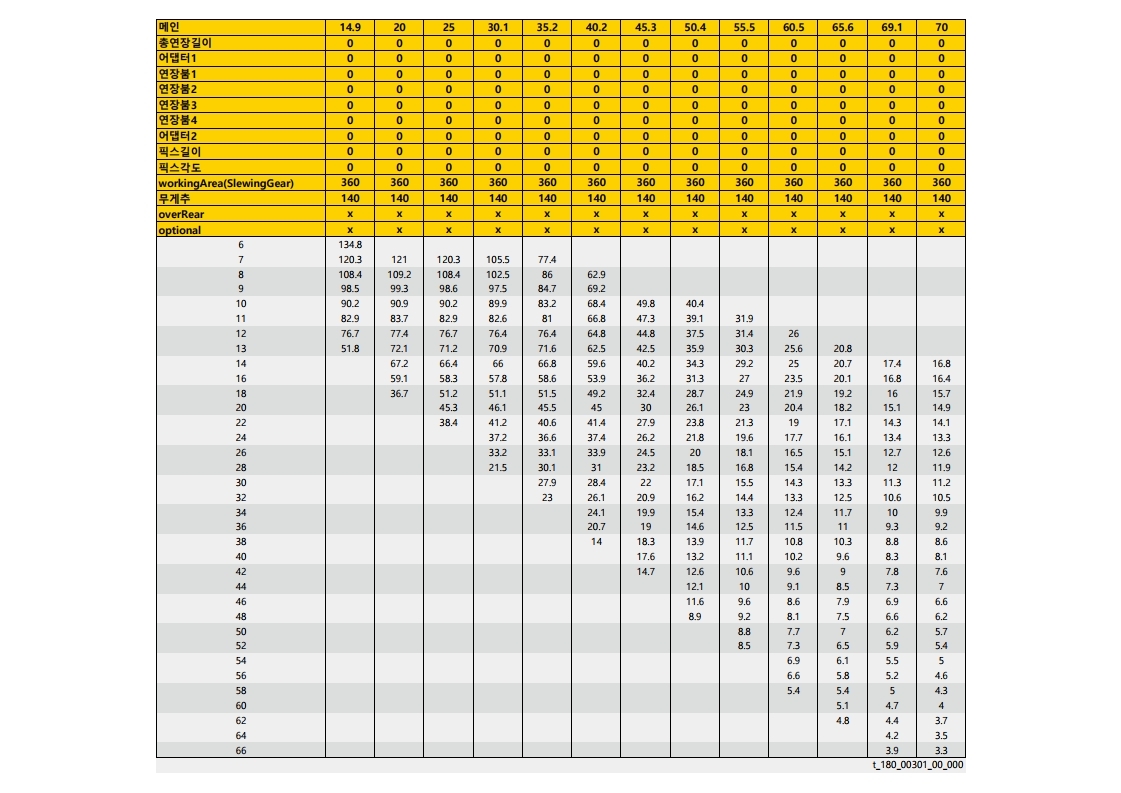 메인 14.9 20 25 30.1 35.2 40.2 45.3 50.4 55.5 60.5 65.6 69.1 70
총연장길이 0 0 0 0 0 0 0 0 0 0 0 0 0
어댑터1 0 0 0 0 0 0 0 0 0 0 0 0 0
연장붐1 0 0 0 0 0 0 0 0 0 0 0 0 0
연장붐2 0 0 0 0 0 0 0 0 0 0 0 0 0
연장붐3 0 0 0 0 0 0 0 0 0 0 0 0 0
연장붐4 0 0 0 0 0 0 0 0 0 0 0 0 0
어댑터2 0 0 0 0 0 0 0 0 0 0 0 0 0
픽스길이 0 0 0 0 0 0 0 0 0 0 0 0 0
픽스각도 0 0 0 0 0 0 0 0 0 0 0 0 0
workingArea(SlewingGear) 360 360 360 360 360 360 360 360 360 360 360 360 360
무게추 140 140 140 140 140 140 140 140 140 140 140 140 140
overRear x x x x x x x x x x x x x
optional x x x x x x x x x x x x x
6 134.8
7 120.3 121 120.3 105.5 77.4
8 108.4 109.2 108.4 102.5 86 62.9
9 98.5 99.3 98.6 97.5 84.7 69.2
10 90.2 90.9 90.2 89.9 83.2 68.4 49.8 40.4
11 82.9 83.7 82.9 82.6 81 66.8 47.3 39.1 31.9
12 76.7 77.4 76.7 76.4 76.4 64.8 44.8 37.5 31.4 26
13 51.8 72.1 71.2 70.9 71.6 62.5 42.5 35.9 30.3 25.6 20.8
14 67.2 66.4 66 66.8 59.6 40.2 34.3 29.2 25 20.7 17.4 16.8
16 59.1 58.3 57.8 58.6 53.9 36.2 31.3 27 23.5 20.1 16.8 16.4
18 36.7 51.2 51.1 51.5 49.2 32.4 28.7 24.9 21.9 19.2 16 15.7
20 45.3 46.1 45.5 45 30 26.1 23 20.4 18.2 15.1 14.9
22 38.4 41.2 40.6 41.4 27.9 23.8 21.3 19 17.1 14.3 14.1
24 37.2 36.6 37.4 26.2 21.8 19.6 17.7 16.1 13.4 13.3
26 33.2 33.1 33.9 24.5 20 18.1 16.5 15.1 12.7 12.6
28 21.5 30.1 31 23.2 18.5 16.8 15.4 14.2 12 11.9
30 27.9 28.4 22 17.1 15.5 14.3 13.3 11.3 11.2
32 23 26.1 20.9 16.2 14.4 13.3 12.5 10.6 10.5
34 24.1 19.9 15.4 13.3 12.4 11.7 10 9.9
36 20.7 19 14.6 12.5 11.5 11 9.3 9.2
38 14 18.3 13.9 11.7 10.8 10.3 8.8 8.6
40 17.6 13.2 11.1 10.2 9.6 8.3 8.1
42 14.7 12.6 10.6 9.6 9 7.8 7.6
44 12.1 10 9.1 8.5 7.3 7
46 11.6 9.6 8.6 7.9 6.9 6.6
48 8.9 9.2 8.1 7.5 6.6 6.2
50 8.8 7.7 7 6.2 5.7
52 8.5 7.3 6.5 5.9 5.4
54 6.9 6.1 5.5 5
56 6.6 5.8 5.2 4.6
58 5.4 5.4 5 4.3
60 5.1 4.7 4
62 4.8 4.4 3.7
64 4.2 3.5
66 3.9 3.3
t_180_00301_00_000